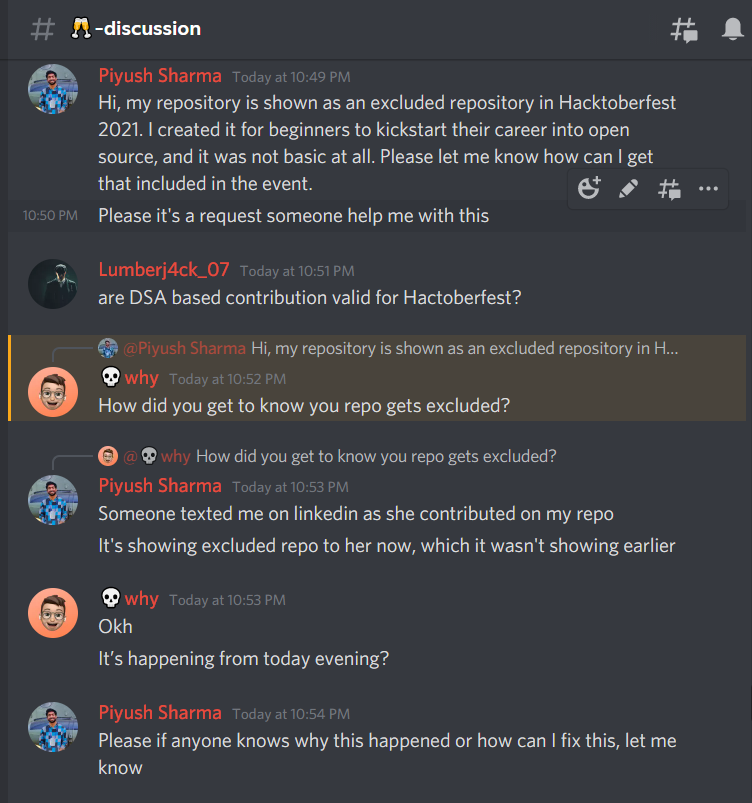 🥂-discussion
Piyush Sharma Today at 10:49 PM
Hi, my repository is shown as an excluded repository in Hacktoberfest
2021. I created it for beginners to kickstart their career into open
source, and it was not basic at all. Please let me know how can I get
that included in the event.
10:50 PM Please it's a request someone help me with this
Lumberj4ck_07 Today at 10:51 PM
are DSA based contribution valid for Hactoberfest?
@Piyush Sharma Hi, my repository is shown as an excluded repository in H...
💀why Today at 10:52 PM
How did you get to know you repo gets excluded?
@💀why How did you get to know you repo gets excluded?
Piyush Sharma Today at 10:53 PM
Someone texted me on linkedin as she contributed on my repo
It's showing excluded repo to her now, which it wasn't showing earlier
💀why Today at 10:53 PM
Okh
It’s happening from today evening?
Piyush Sharma Today at 10:54 PM
Please if anyone knows why this happened or how can I fix this, let me
know